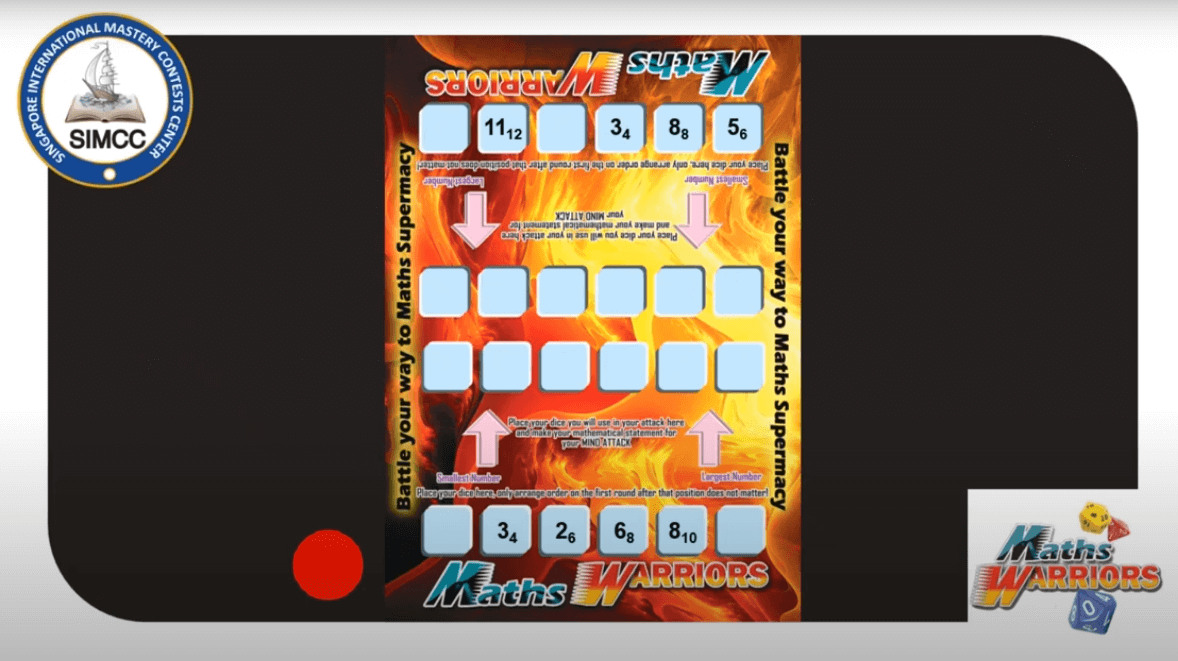 SINGAPORE INTERNATIONAL MASTERY CONTESTS CENTER
SIMCC
Maths WARRIORS
11₁₂ 3₄ 8₈ 5₆
Place your dice here, only arrange order on the first round after that position does not matter!
Smallest Number
Largest Number
Place your dice you will use in your attack here
and make your mathematical statement for
your MIND ATTACK
Battle your way to Maths Supermacy
Battle your way to Maths Supermacy
Place your dice you will use in your attack here
and make your mathematical statement for
your MIND ATTACK
Smallest Number
Largest Number
Place your dice here, only arrange order on the first round after that position does not matter!
3₄ 2₆ 6₈ 8₁₀
Maths WARRIORS
Maths
WARRIORS
0